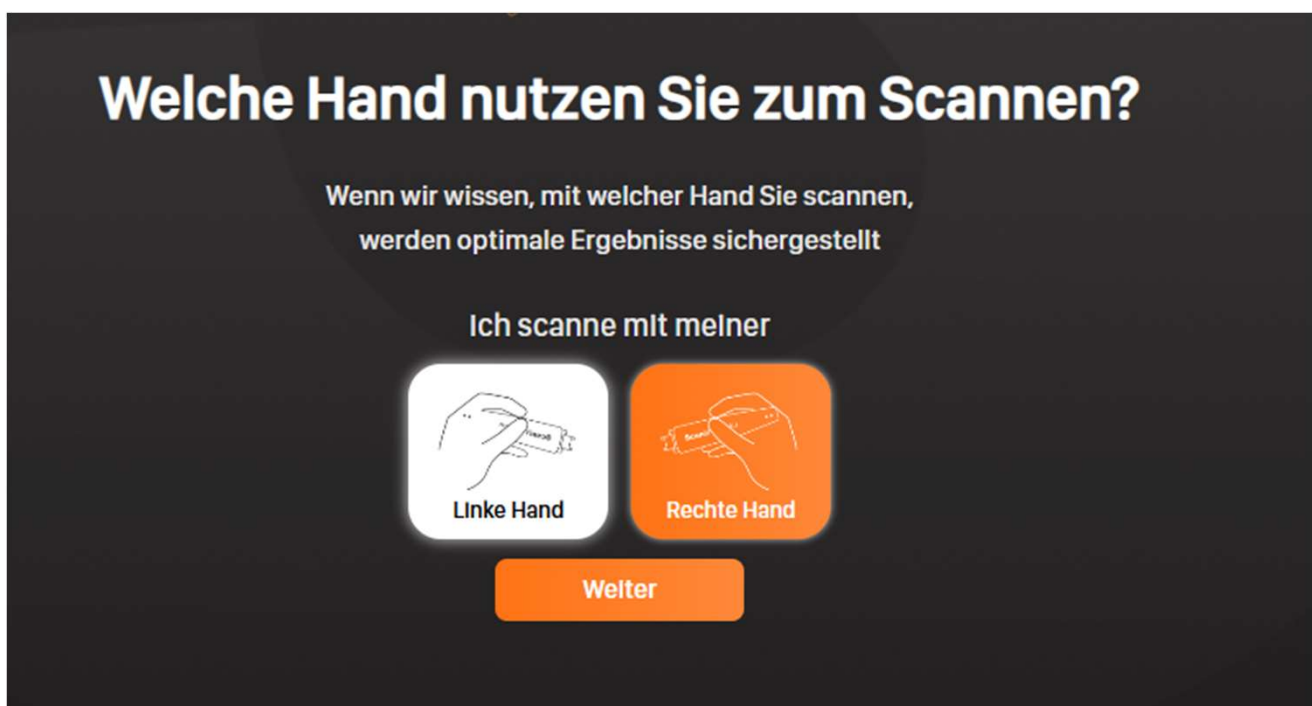 Welche Hand nutzen Sie zum Scannen?
Wenn wir wissen, mit welcher Hand Sie scannen,
werden optimale Ergebnisse sichergestellt
Ich scanne mit meiner
Linke Hand
Rechte Hand
Weiter